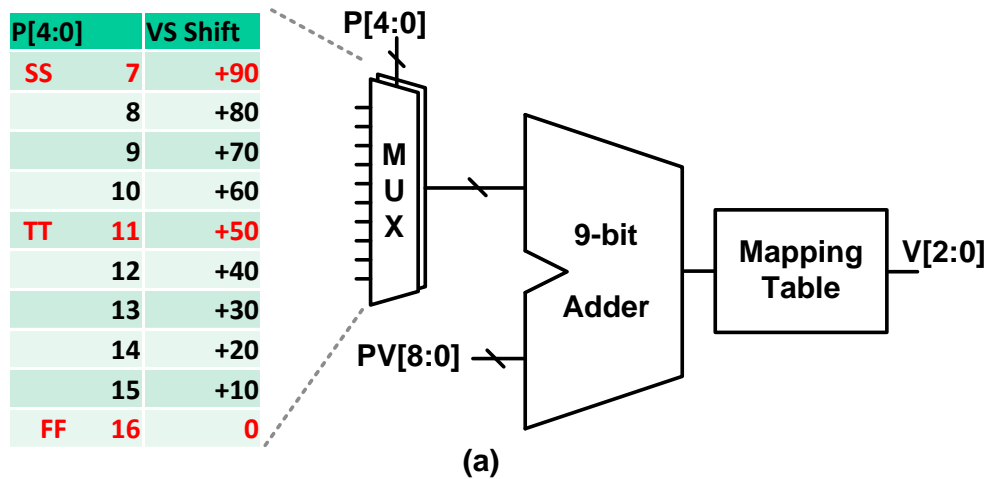 P[4:0] VS Shift
SS 7 +90
8 +80
9 +70
10 +60
TT 11 +50
12 +40
13 +30
14 +20
15 +10
FF 16 0
P[4:0]
M
U
X
9-bit
Adder
PV[8:0]
Mapping
Table
V[2:0]
(a)